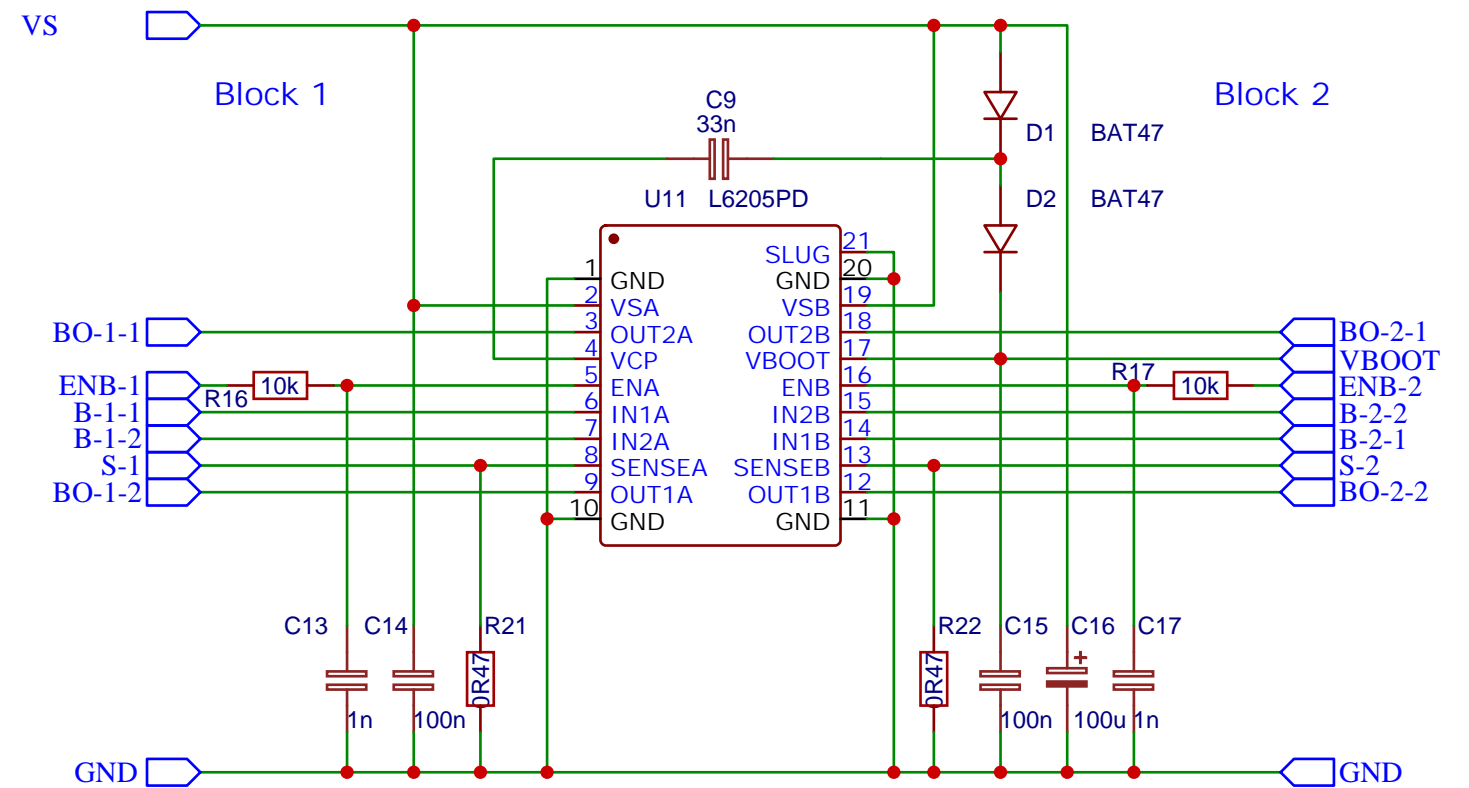 VS
Block 1
Block 2
C9
33n
D1 BAT47
U11 L6205PD
D2 BAT47
21
SLUG
1
GND
20
GND
2
VSA
19
VSB
BO-1-1
3
OUT2A
18
OUT2B
BO-2-1
4
VCP
17
VBOOT
VBOOT
ENB-1
R16
10k
5
ENA
16
ENB
R17
10k
ENB-2
B-1-1
6
IN1A
15
IN2B
B-2-2
B-1-2
7
IN2A
14
IN1B
B-2-1
S-1
8
SENSEA
13
SENSEB
S-2
BO-1-2
9
OUT1A
12
OUT1B
BO-2-2
10
GND
11
GND
C13
C14
R21
R22
C15
C16
C17
+
0R47
0R47
1n
100n
100n
100u
1n
GND
GND